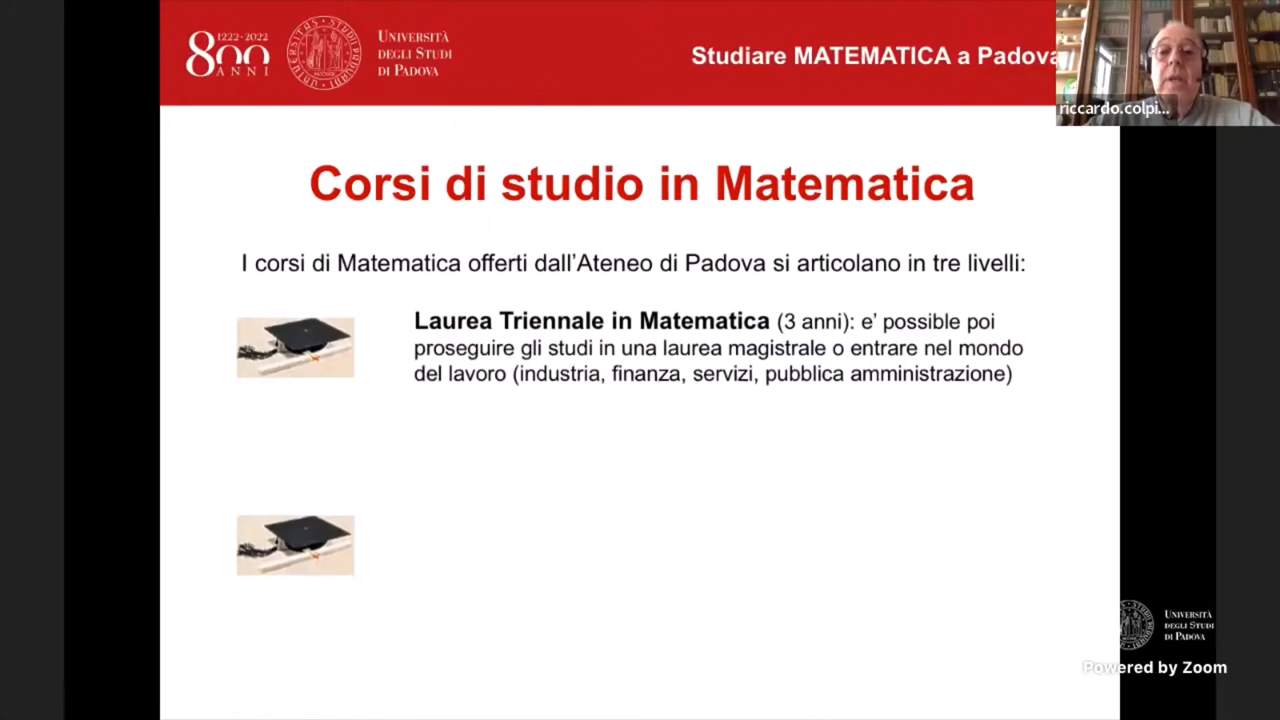 1222·2022
800
ANNI
UNIVERSITÀ
DEGLI STUDI
DI PADOVA
Studiare MATEMATICA a Padova
riccardo.colpi...
Corsi di studio in Matematica
I corsi di Matematica offerti dall'Ateneo di Padova si articolano in tre livelli:
Laurea Triennale in Matematica (3 anni): e' possible poi
proseguire gli studi in una laurea magistrale o entrare nel mondo
del lavoro (industria, finanza, servizi, pubblica amministrazione)
UNIVERSITÀ
DEGLI STUDI
DI PADOVA
Powered by Zoom